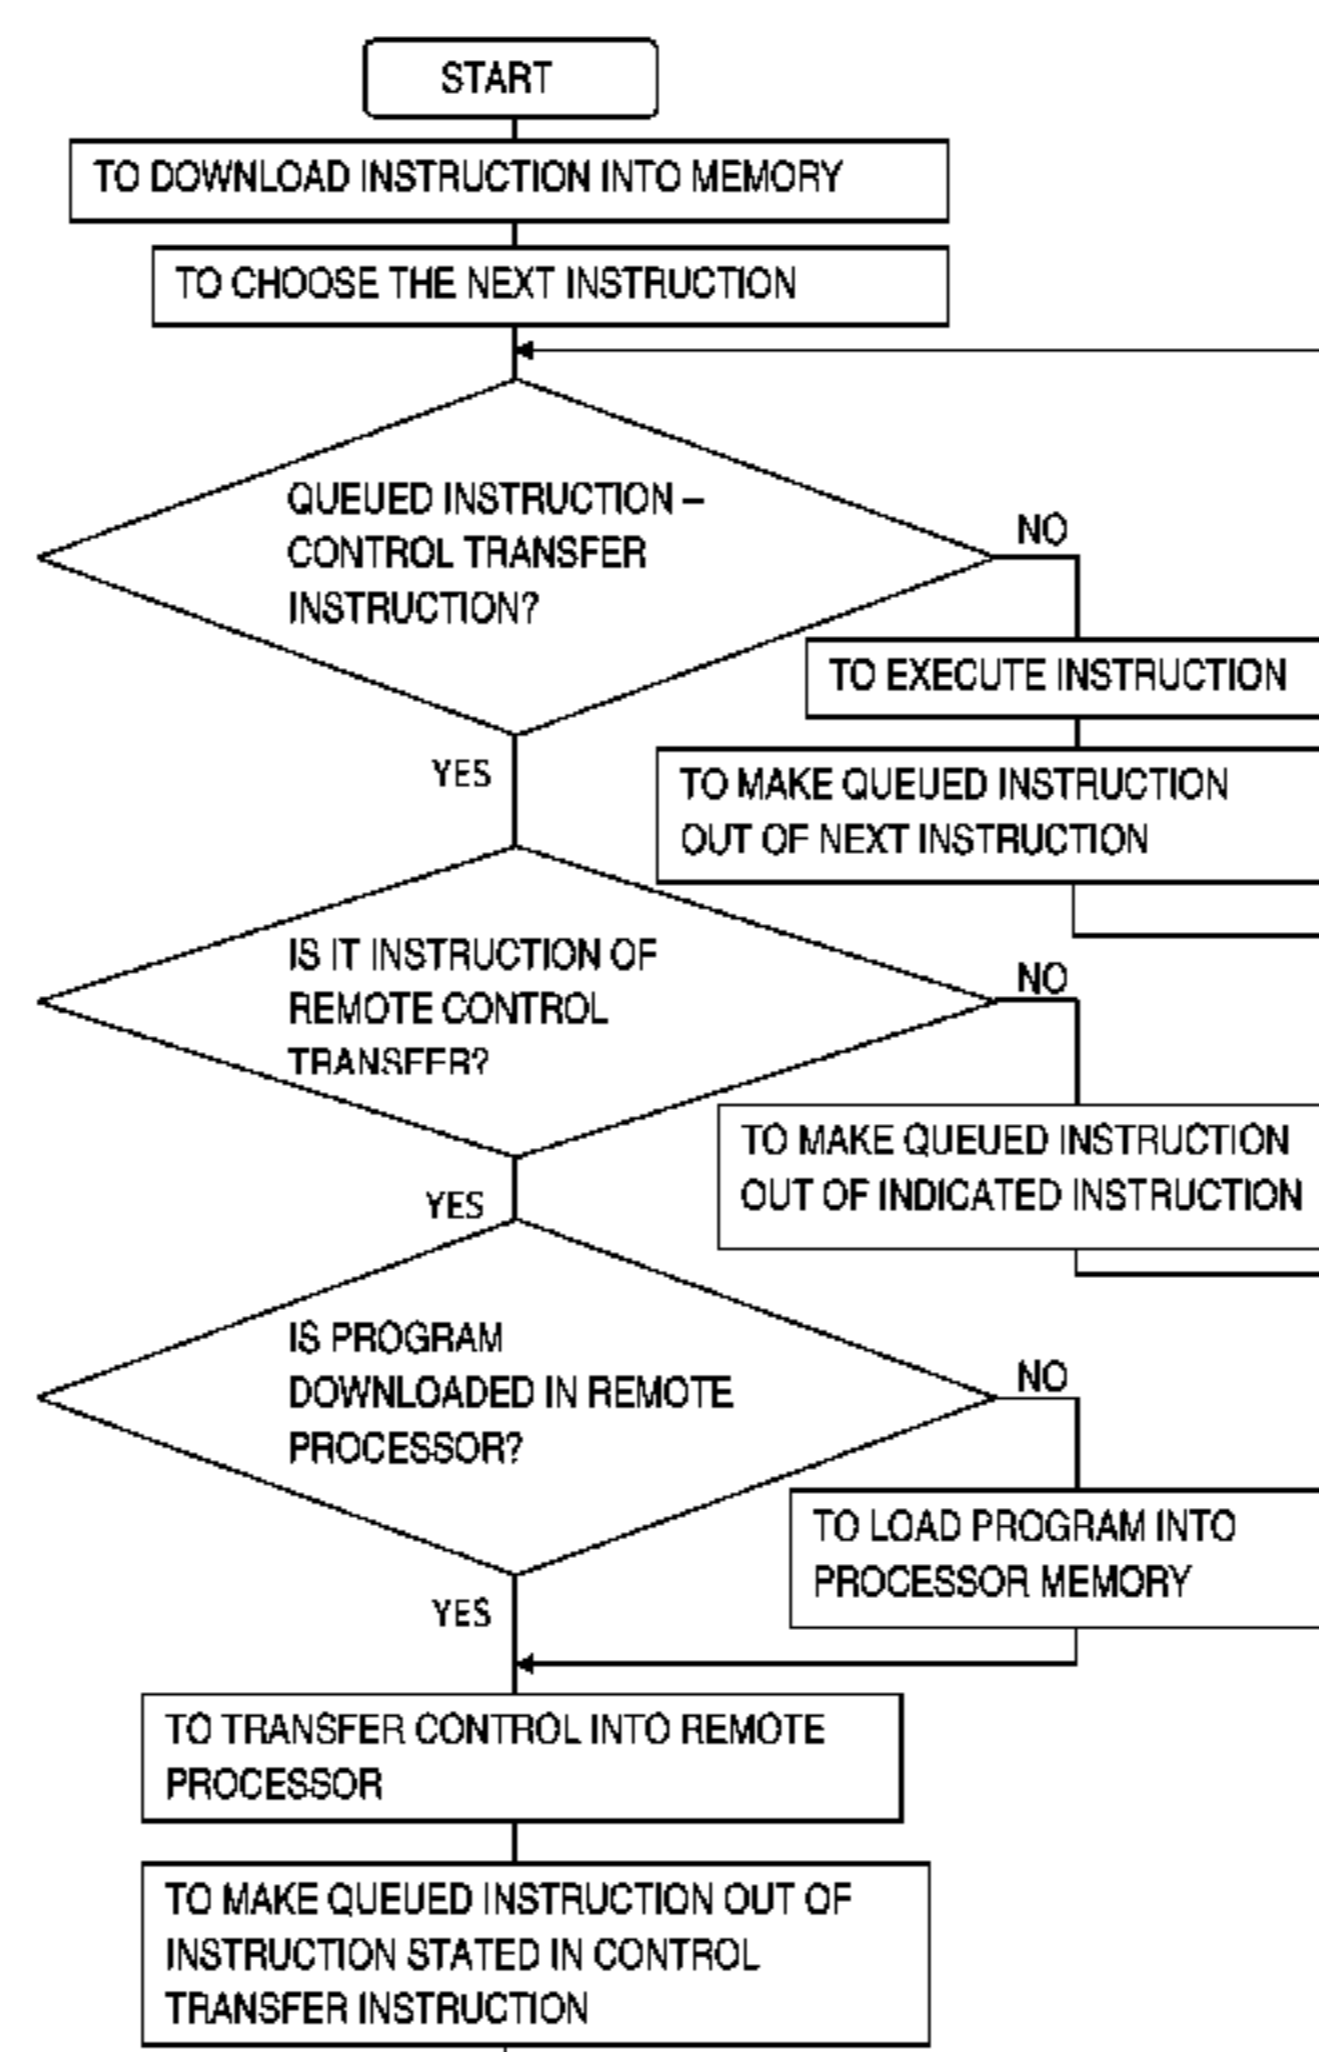 START
TO DOWNLOAD INSTRUCTION INTO MEMORY
TO CHOOSE THE NEXT INSTRUCTION
QUEUED INSTRUCTION –
CONTROL TRANSFER
INSTRUCTION?
NO
TO EXECUTE INSTRUCTION
YES
TO MAKE QUEUED INSTRUCTION
OUT OF NEXT INSTRUCTION
IS IT INSTRUCTION OF
REMOTE CONTROL
TRANSFER?
NO
TO MAKE QUEUED INSTRUCTION
OUT OF INDICATED INSTRUCTION
YES
IS PROGRAM
DOWNLOADED IN REMOTE
PROCESSOR?
NO
TO LOAD PROGRAM INTO
PROCESSOR MEMORY
YES
TO TRANSFER CONTROL INTO REMOTE
PROCESSOR
TO MAKE QUEUED INSTRUCTION OUT OF
INSTRUCTION STATED IN CONTROL
TRANSFER INSTRUCTION